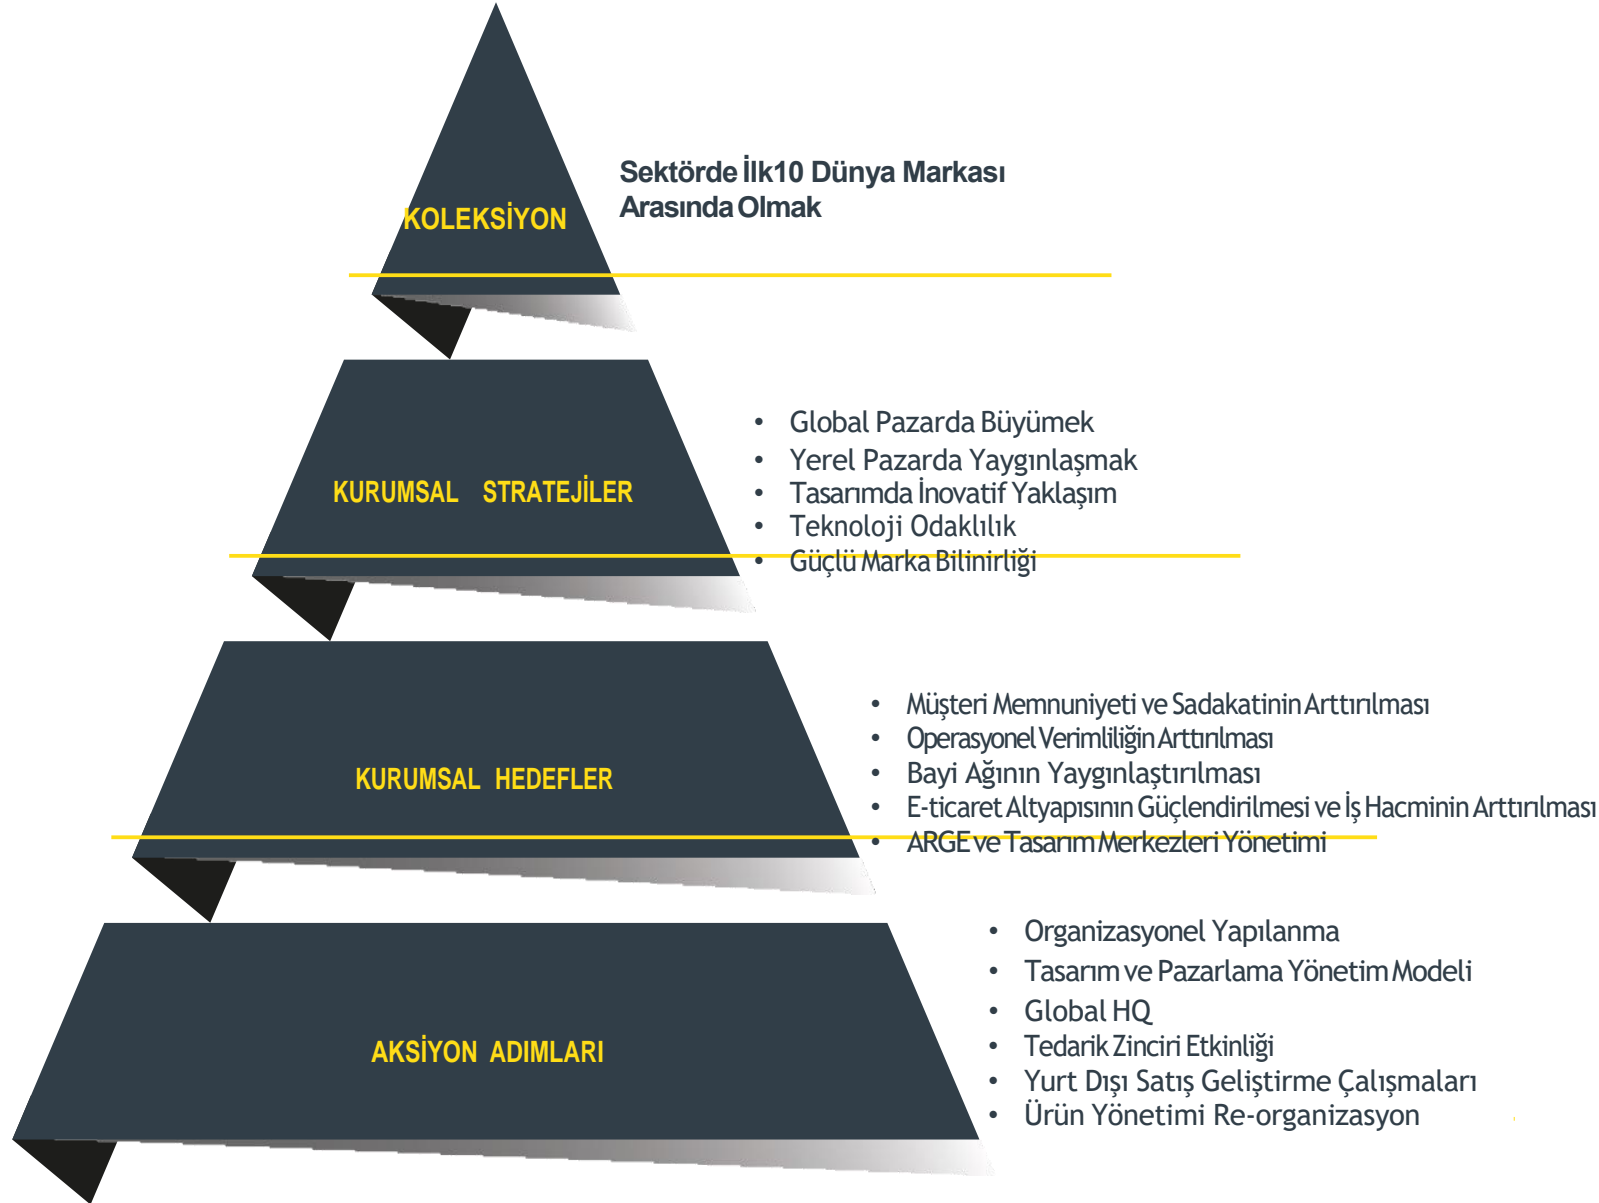 Sektörde İlk10 Dünya Markası
Arasında Olmak
KOLEKSİYON
• Global Pazarda Büyümek
• Yerel Pazarda Yaygınlaşmak
• Tasarımda İnovatif Yaklaşım
• Teknoloji Odaklılık
• Güçlü Marka Bilinirliği
KURUMSAL STRATEJİLER
• Müşteri Memnuniyeti ve Sadakatinin Arttırılması
• Operasyonel Verimliliğin Arttırılması
• Bayi Ağının Yaygınlaştırılması
• E-ticaret Altyapısının Güçlendirilmesi ve İş Hacminin Arttırılması
• ARGE ve Tasarım Merkezleri Yönetimi
KURUMSAL HEDEFLER
• Organizasyonel Yapılanma
• Tasarım ve Pazarlama Yönetim Modeli
• Global HQ
• Tedarik Zinciri Etkinliği
• Yurt Dışı Satış Geliştirme Çalışmaları
• Ürün Yönetimi Re-organizasyon
AKSİYON ADIMLARI